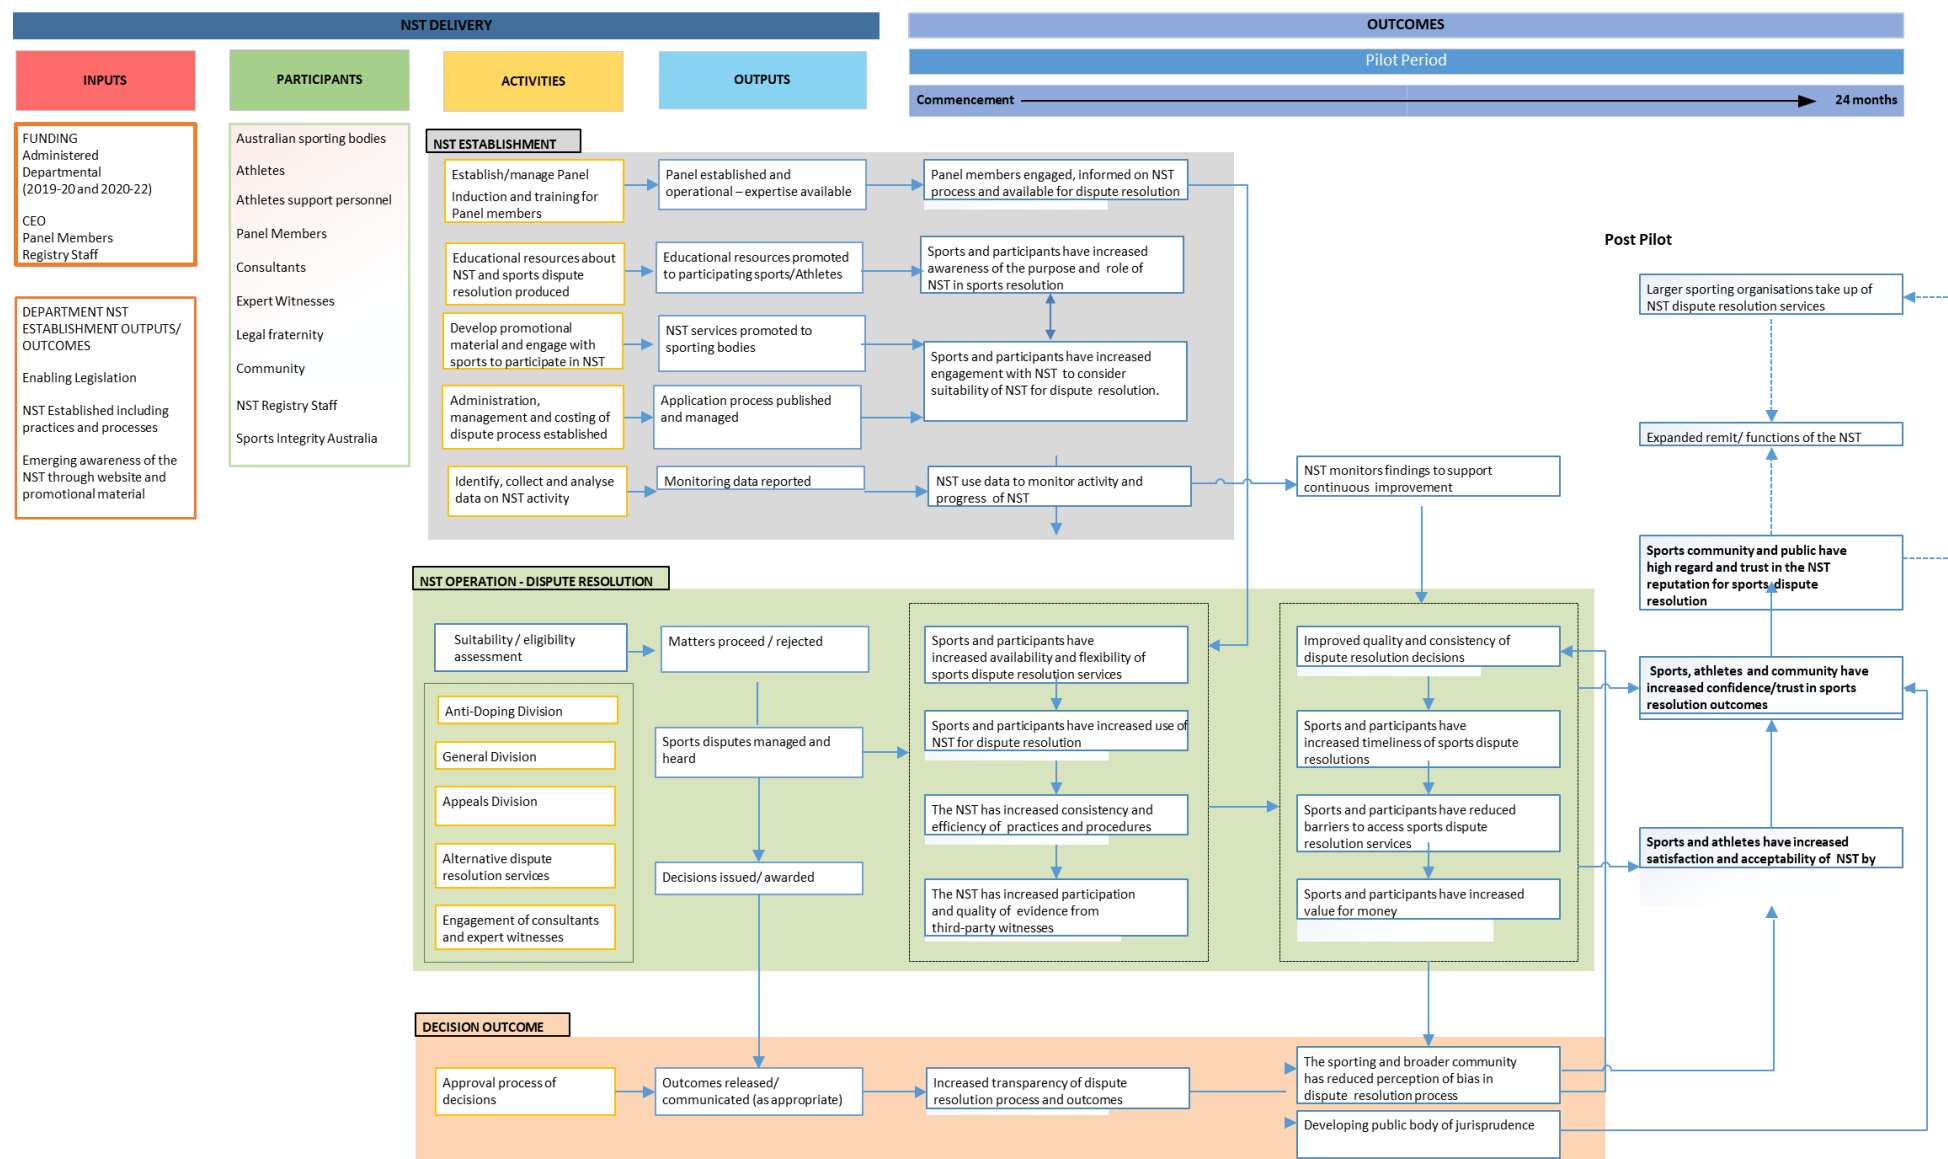 NST DELIVERY
OUTCOMES
Pilot Period
Commencement
24 months
INPUTS
PARTICIPANTS
ACTIVITIES
OUTPUTS
FUNDING
Administered
Departmental
(2019-20 and 2020-22)
CEO
Panel Members
Registry Staff
DEPARTMENT NST
ESTABLISHMENT OUTPUTS/
OUTCOMES
Enabling Legislation
NST Established including
practices and processes
Emerging awareness of the
NST through website and
promotional material
Australian sporting bodies
Athletes
Athletes support personnel
Panel Members
Consultants
Expert Witnesses
Legal fraternity
Community
NST Registry Staff
Sports Integrity Australia
NST ESTABLISHMENT
Establish/manage Panel
Induction and training for
Panel members
Panel established and
operational – expertise available
Panel members engaged, informed on NST
process and available for dispute resolution
Educational resources about
NST and sports dispute
resolution produced
Educational resources promoted
to participating sports/Athletes
Sports and participants have increased
awareness of the purpose and role of
NST in sports resolution
Develop promotional
material and engage with
sports to participate in NST
NST services promoted to
sporting bodies
Sports and participants have increased
engagement with NST to consider
suitability of NST for dispute resolution.
Administration,
management and costing of
dispute process established
Application process published
and managed
Identify, collect and analyse
data on NST activity
Monitoring data reported
NST use data to monitor activity and
progress of NST
NST monitors findings to support
continuous improvement
NST OPERATION - DISPUTE RESOLUTION
Suitability / eligibility
assessment
Matters proceed / rejected
Anti-Doping Division
General Division
Appeals Division
Alternative dispute
resolution services
Engagement of consultants
and expert witnesses
Sports disputes managed and
heard
Decisions issued/ awarded
Sports and participants have
increased availability and flexibility of
sports dispute resolution services
Sports and participants have increased use of
NST for dispute resolution
The NST has increased consistency and
efficiency of practices and procedures
The NST has increased participation
and quality of evidence from
third-party witnesses
Improved quality and consistency of
dispute resolution decisions
Sports and participants have
increased timeliness of sports dispute
resolutions
Sports and participants have reduced
barriers to access sports dispute
resolution services
Sports and participants have increased
value for money
DECISION OUTCOME
Approval process of
decisions
Outcomes released/
communicated (as appropriate)
Increased transparency of dispute
resolution process and outcomes
The sporting and broader community
has reduced perception of bias in
dispute resolution process
Developing public body of jurisprudence
Post Pilot
Larger sporting organisations take up of
NST dispute resolution services
Expanded remit/ functions of the NST
Sports community and public have
high regard and trust in the NST
reputation for sports dispute
resolution
Sports, athletes and community have
increased confidence/trust in sports
resolution outcomes
Sports and athletes have increased
satisfaction and acceptability of NST by